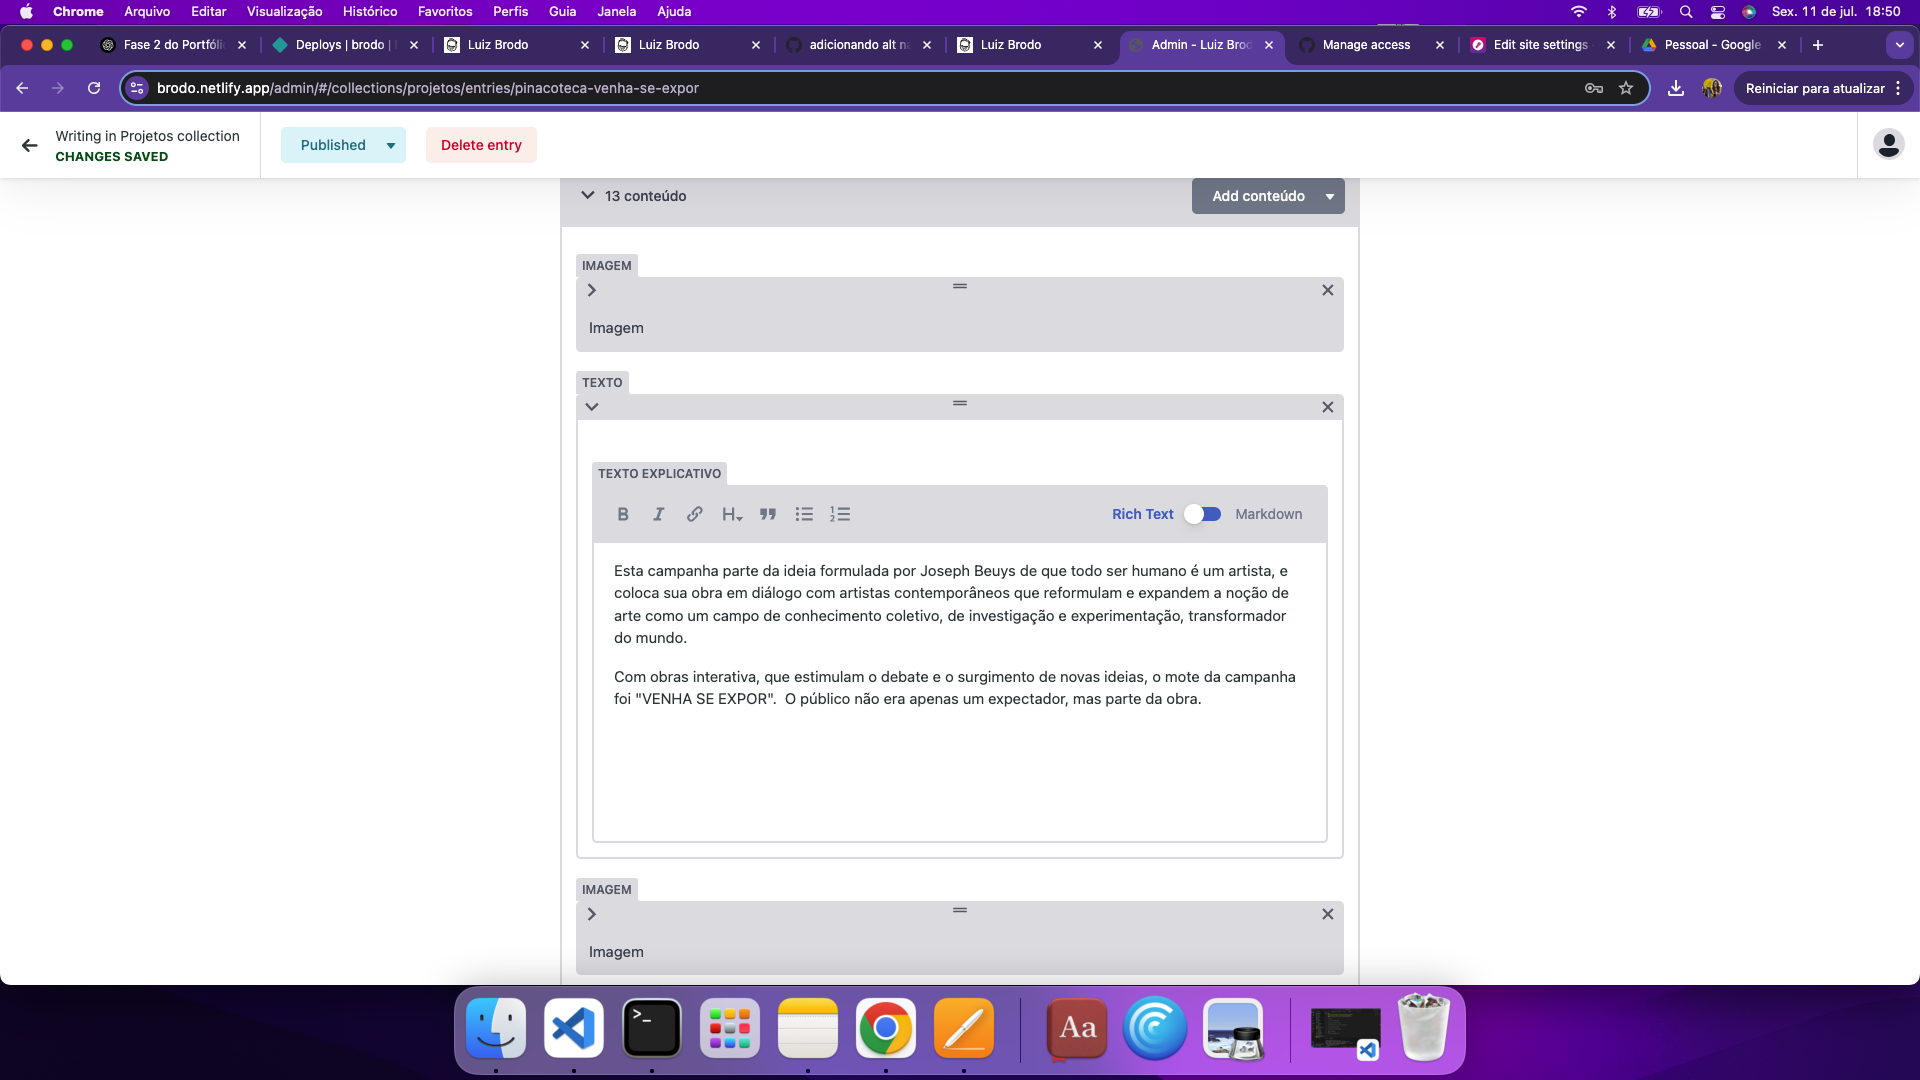 Chrome Arquivo Editar Visualização Histórico Favoritos Perfis Guia Janela Ajuda Sex. 11 de jul. 18:50
Fase 2 do Portfóli Deploys | brodo | Luiz Brodo Luiz Brodo adicionando alt n Luiz Brodo Admin - Luiz Brod Manage access Edit site settings Pessoal - Google
brodo.netlify.app/admin/#/collections/projetos/entries/pinacoteca-venha-se-expor Reiniciar para atualizar
Writing in Projetos collection
CHANGES SAVED
Published Delete entry
13 conteúdo Add conteúdo
IMAGEM
Imagem
TEXTO
TEXTO EXPLICATIVO
B I H Rich Text Markdown
Esta campanha parte da ideia formulada por Joseph Beuys de que todo ser humano é um artista, e
coloca sua obra em diálogo com artistas contemporâneos que reformulam e expandem a noção de
arte como um campo de conhecimento coletivo, de investigação e experimentação, transformador
do mundo.
Com obras interativa, que estimulam o debate e o surgimento de novas ideias, o mote da campanha
foi "VENHA SE EXPOR".  O público não era apenas um expectador, mas parte da obra.
IMAGEM
Imagem
>_ Aa